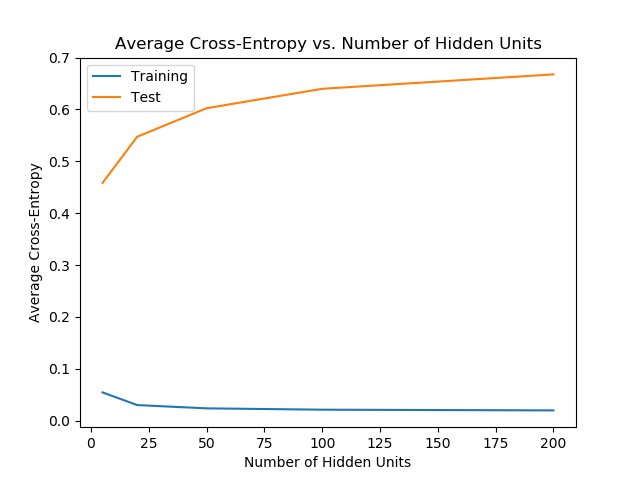 Average Cross-Entropy vs. Number of Hidden Units
0.7
0.6
0.5
0.4
0.3
0.2
0.1
0.0
Average Cross-Entropy
Training
Test
0 25 50 75 100 125 150 175 200
Number of Hidden Units